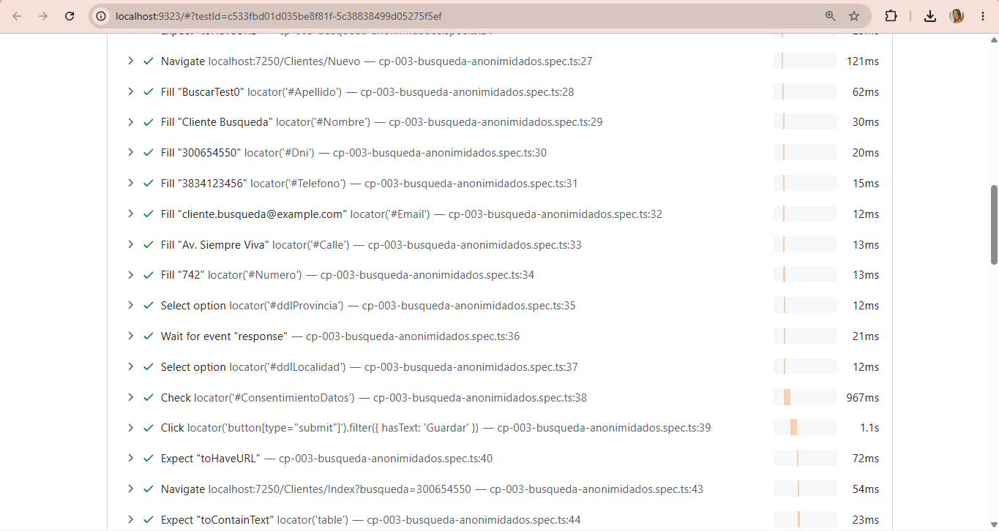 localhost:9323/#?testId=c533fbd01d035be8f81f-5c38838499d05275f5ef
Navigate localhost:7250/Clientes/Nuevo — cp-003-busqueda-anonimidados.spec.ts:27 121ms
Fill "BuscarTest0" locator('#Apellido') — cp-003-busqueda-anonimidados.spec.ts:28 62ms
Fill "Cliente Busqueda" locator('#Nombre') — cp-003-busqueda-anonimidados.spec.ts:29 30ms
Fill "300654550" locator('#Dni') — cp-003-busqueda-anonimidados.spec.ts:30 20ms
Fill "3834123456" locator('#Telefono') — cp-003-busqueda-anonimidados.spec.ts:31 15ms
Fill "cliente.busqueda@example.com" locator('#Email') — cp-003-busqueda-anonimidados.spec.ts:32 12ms
Fill "Av. Siempre Viva" locator('#Calle') — cp-003-busqueda-anonimidados.spec.ts:33 13ms
Fill "742" locator('#Numero') — cp-003-busqueda-anonimidados.spec.ts:34 13ms
Select option locator('#ddlProvincia') — cp-003-busqueda-anonimidados.spec.ts:35 12ms
Wait for event "response" — cp-003-busqueda-anonimidados.spec.ts:36 21ms
Select option locator('#ddlLocalidad') — cp-003-busqueda-anonimidados.spec.ts:37 12ms
Check locator('#ConsentimientoDatos') — cp-003-busqueda-anonimidados.spec.ts:38 967ms
Click locator('button[type="submit"]').filter({ hasText: 'Guardar' }) — cp-003-busqueda-anonimidados.spec.ts:39 1.1s
Expect "toHaveURL" — cp-003-busqueda-anonimidados.spec.ts:40 72ms
Navigate localhost:7250/Clientes/Index?busqueda=300654550 — cp-003-busqueda-anonimidados.spec.ts:43 54ms
Expect "toContainText" locator('table') — cp-003-busqueda-anonimidados.spec.ts:44 23ms